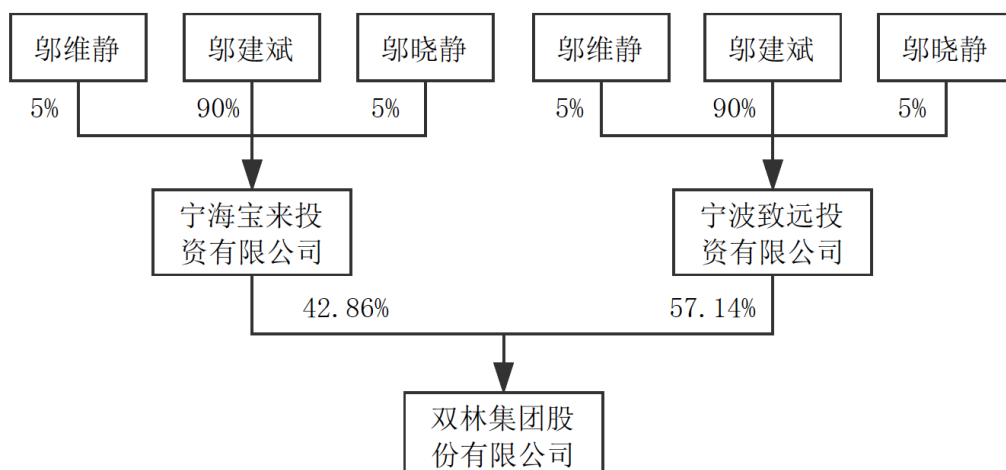 邬维静
邬建斌
邬晓静
邬维静
邬建斌
邬晓静
5%
90%
5%
5%
90%
5%
宁海宝来投
资有限公司
宁波致远投
资有限公司
42.86%
57.14%
双林集团股
份有限公司